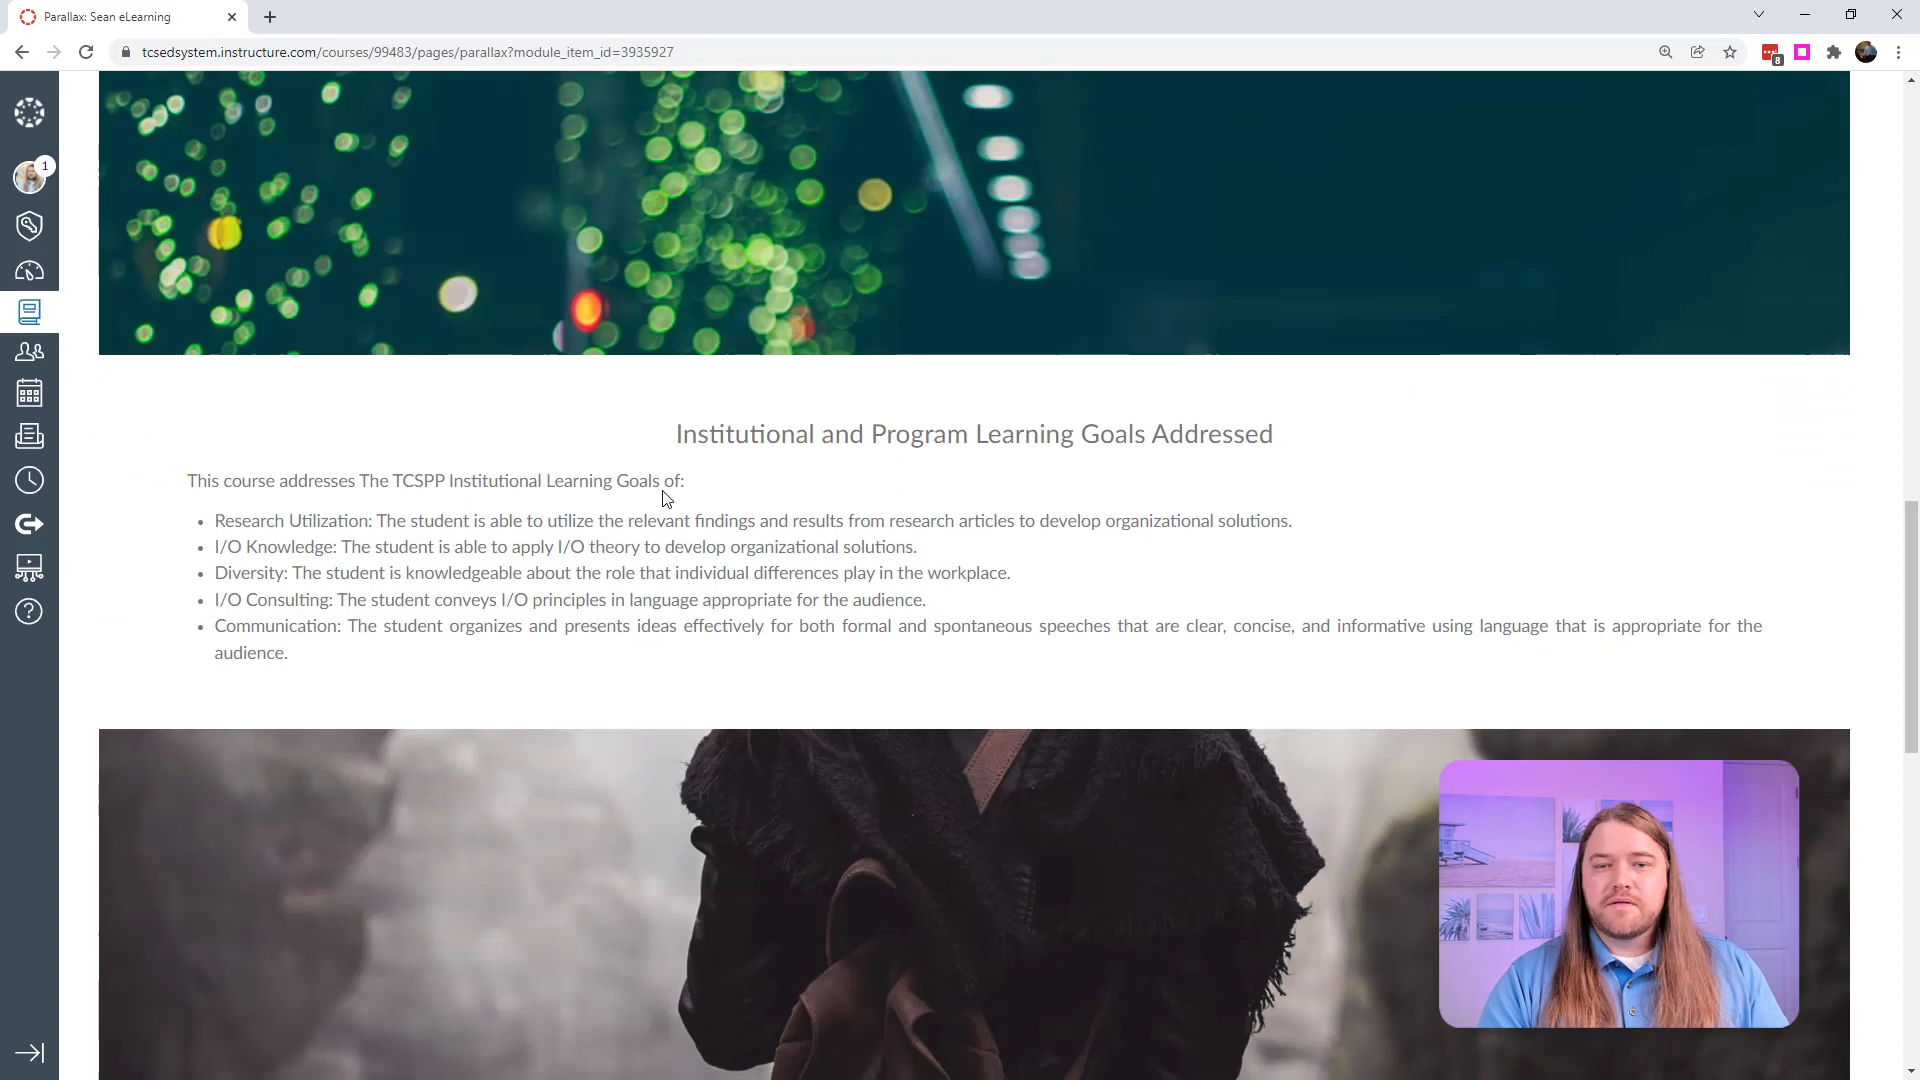 Parallax: Sean eLearning
tcsedsystem.instructure.com/courses/99483/pages/parallax?module_item_id=3935927
8
1
Institutional and Program Learning Goals Addressed
This course addresses The TCSPP Institutional Learning Goals of:
• Research Utilization: The student is able to utilize the relevant findings and results from research articles to develop organizational solutions.
• I/O Knowledge: The student is able to apply I/O theory to develop organizational solutions.
• Diversity: The student is knowledgeable about the role that individual differences play in the workplace.
• I/O Consulting: The student conveys I/O principles in language appropriate for the audience.
• Communication: The student organizes and presents ideas effectively for both formal and spontaneous speeches that are clear, concise, and informative using language that is appropriate for the
audience.